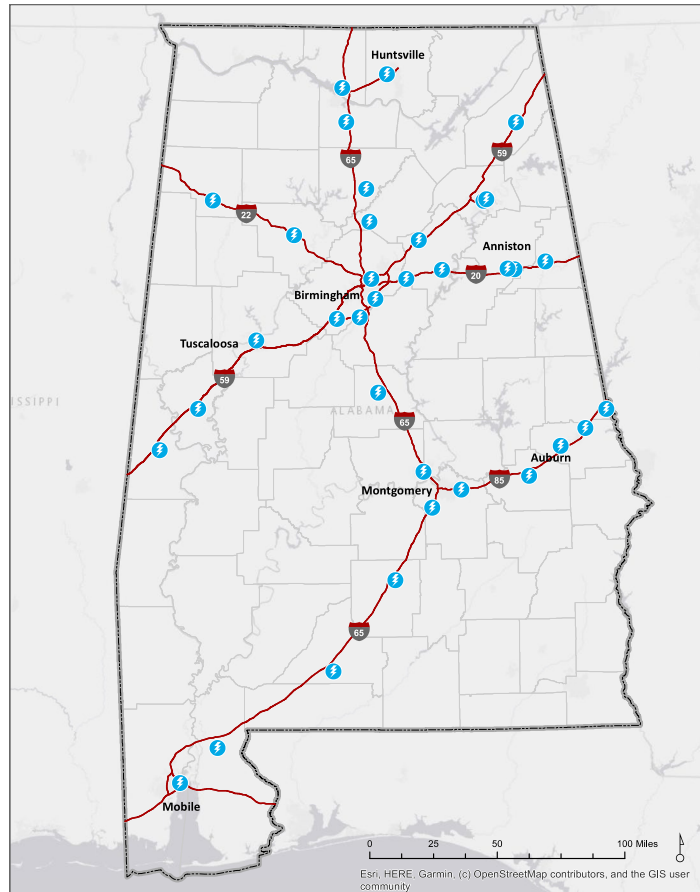 Huntsville
65
59
22
Anniston
20
Birmingham
Tuscaloosa
59
ISSIPPI
ALABAMA
65
Auburn
85
Montgomery
65
Mobile
0 25 50 100 Miles
Esri, HERE, Garmin, (c) OpenStreetMap contributors, and the GIS user
community